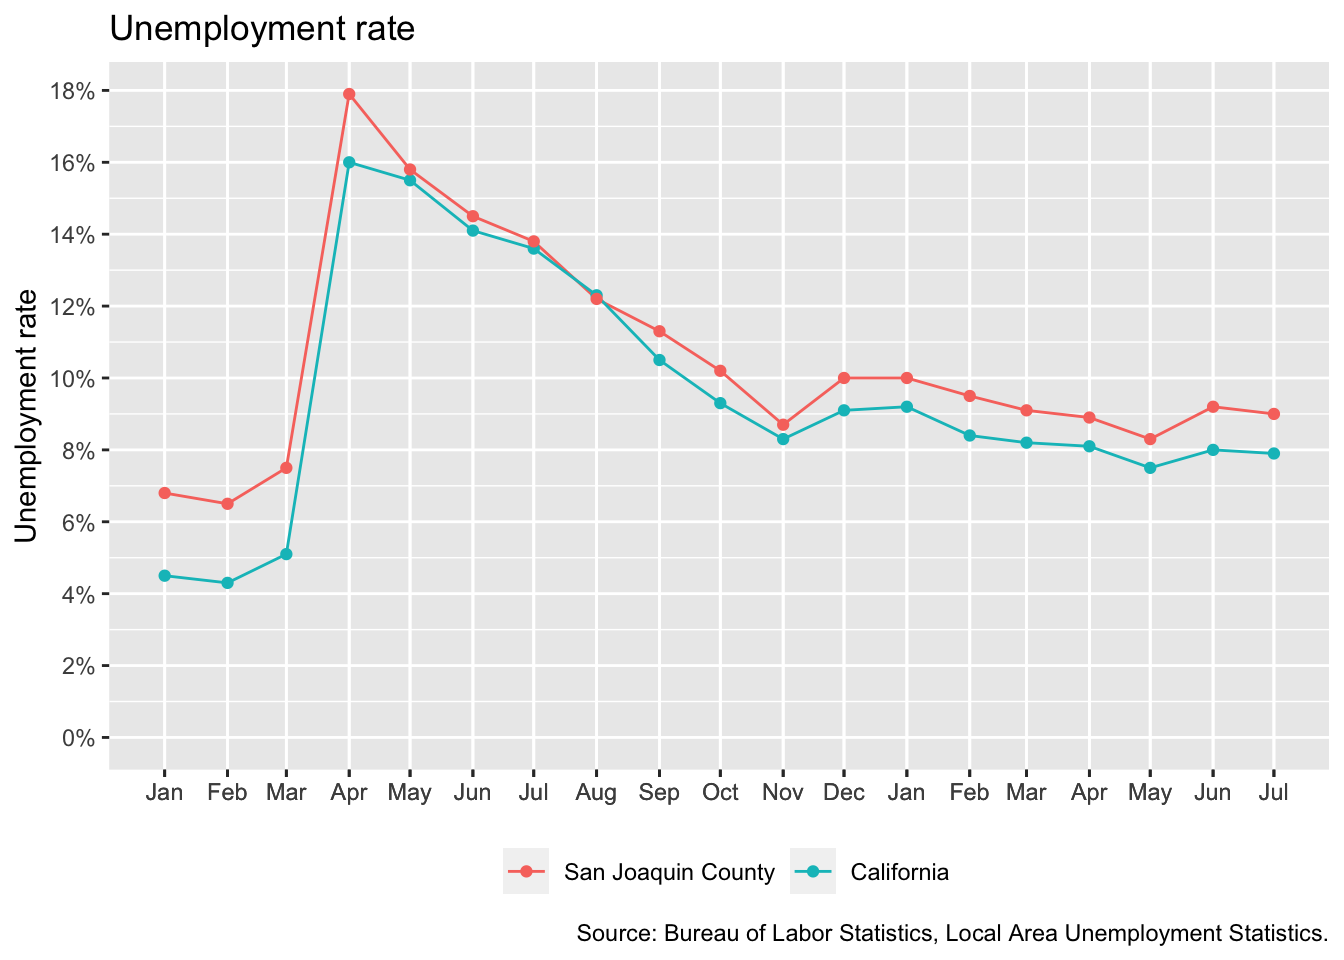 Unemployment rate
Unemployment rate
18%
16%
14%
12%
10%
8%
6%
4%
2%
0%
Jan Feb Mar Apr May Jun Jul Aug Sep Oct Nov Dec Jan Feb Mar Apr May Jun Jul
San Joaquin County California
Source: Bureau of Labor Statistics, Local Area Unemployment Statistics.